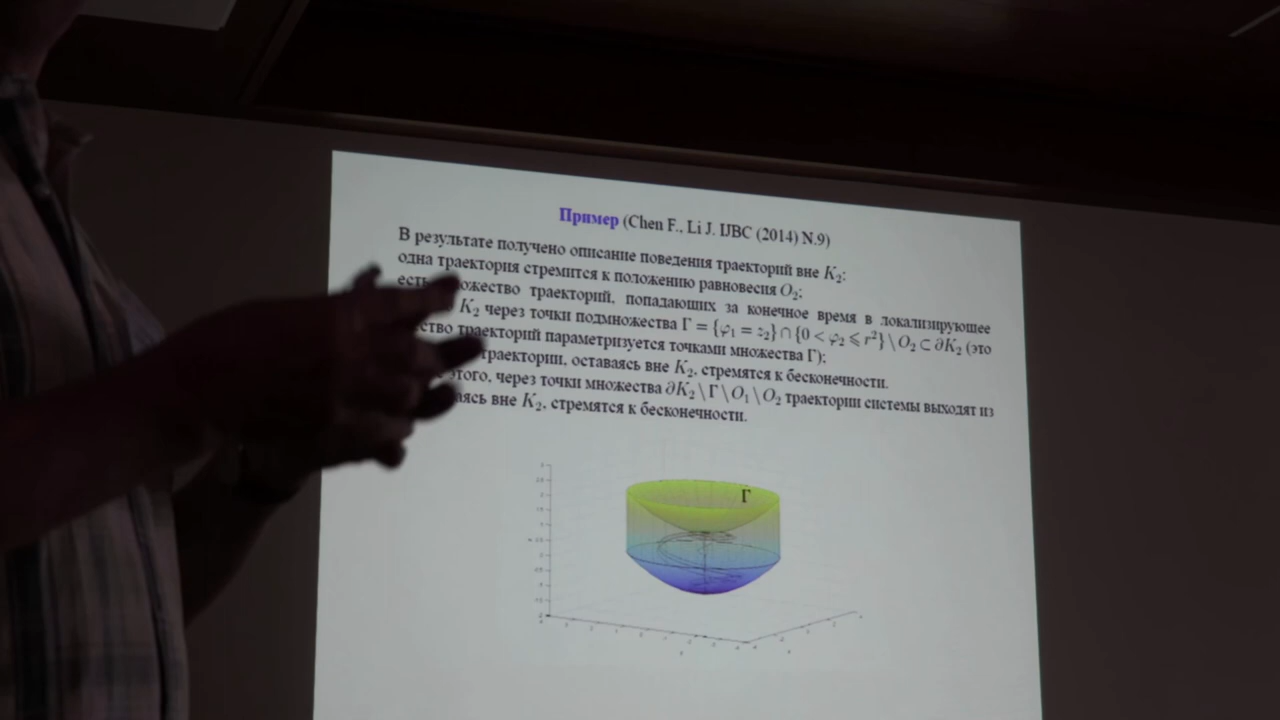 Пример (Chen F., Li J. IJBC (2014) N.9)
В результате получено описание поведения траекторий вне K₂:
одна траектория стремится к положению равновесия O₂;
траекторий, попадающих за конечное время в локализирующее
K₂ через точки подмножества Γ = {φ₁ = z₂} ∩ {0 < φ₂ ⩽ r²} \ O₂ ⊂ ∂K₂ (это
траекторий параметризуется точками множества Γ);
траектории, оставаясь вне K₂, стремятся к бесконечности.
этого, через точки множества ∂K₂ \ Γ \ O₁ \ O₂ траектории системы выходят из
вне K₂, стремятся к бесконечности.
Γ